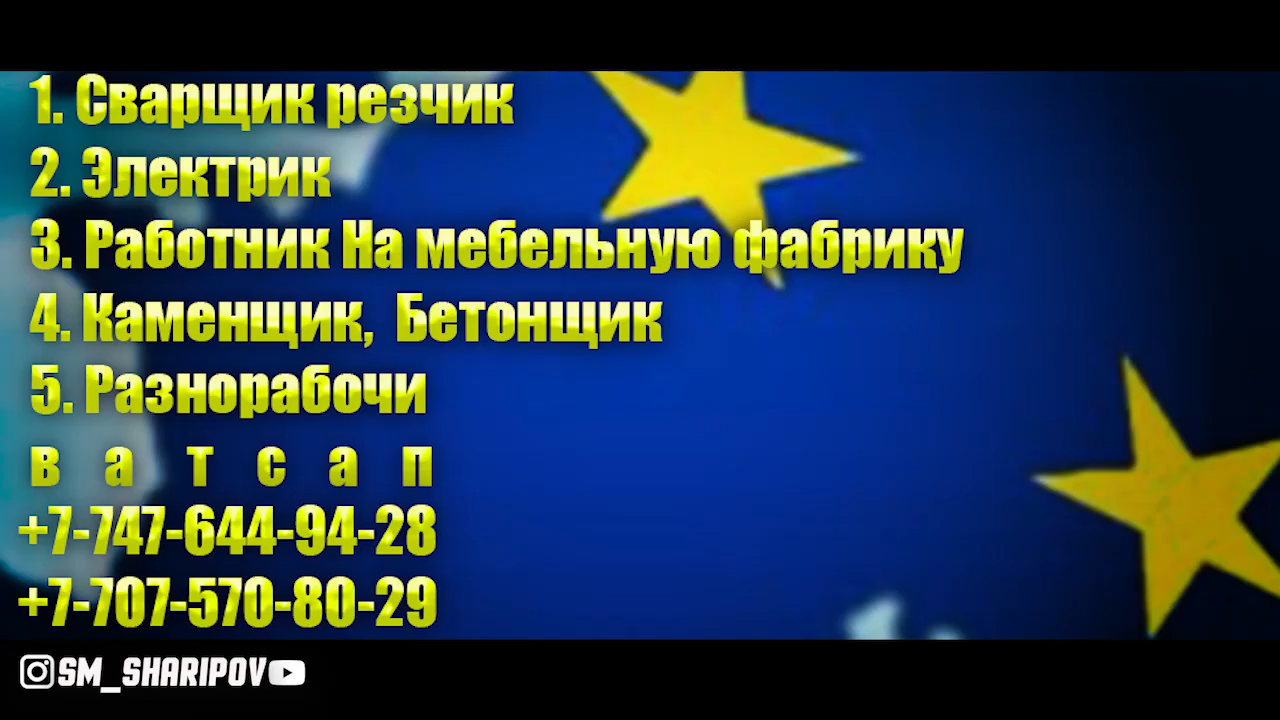 1. Сварщик резчик
2. Электрик
3. Работник На мебельную фабрику
4. Каменщик, Бетонщик
5. Разнорабочи
в а т с а п
+7-747-644-94-28
+7-707-570-80-29
SM_SHARIPOV